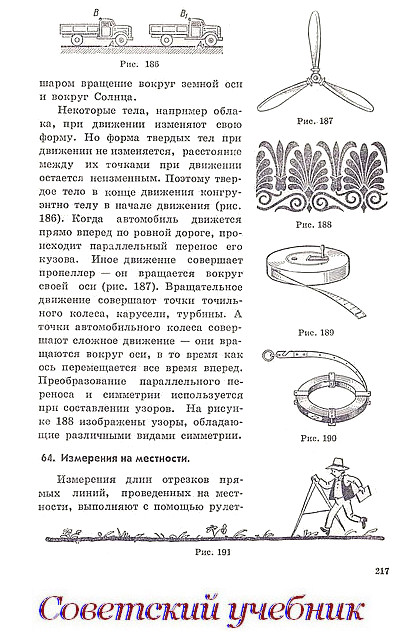 В В₁
А А₁
Рис. 186
шаром вращение вокруг земной оси
и вокруг Солнца.
Некоторые тела, например обла-
ка, при движении изменяют свою
форму. Но форма твердых тел при
движении не изменяется, расстояние
между их точками при движении
остается неизменным. Поэтому твер-
дое тело в конце движения конгру-
энтно телу в начале движения (рис.
186). Когда автомобиль движется
прямо вперед по ровной дороге, про-
исходит параллельный перенос его
кузова. Иное движение совершает
пропеллер — он вращается вокруг
своей оси (рис. 187). Вращательное
движение совершают точки точиль-
ного колеса, карусели, турбины. А
точки автомобильного колеса совер-
шают сложное движение — они вра-
щаются вокруг оси, в то время как
ось перемещается все время вперед.
Преобразование параллельного пе-
реноса и симметрии используется
при составлении узоров. На рисун-
ке 188 изображены узоры, обладаю-
щие различными видами симметрии.
64. Измерения на местности.
Измерения длин отрезков пря-
мых линий, проведенных на мест-
ности, выполняют с помощью рулет-
Рис. 187
Рис. 188
Рис. 189
Рис. 190
Рис. 191
217
Советский учебник